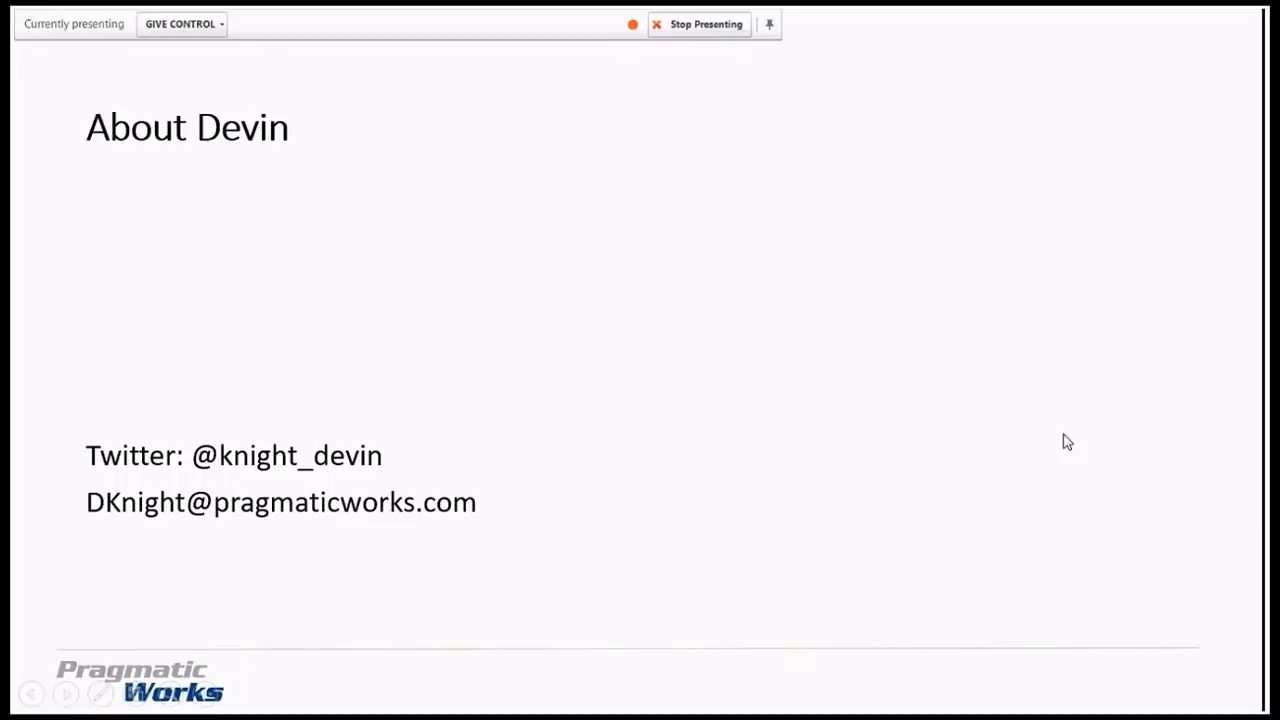 Currently presenting GIVE CONTROL Stop Presenting
About Devin
Twitter: @knight_devin
DKnight@pragmaticworks.com
Pragmatic
Works